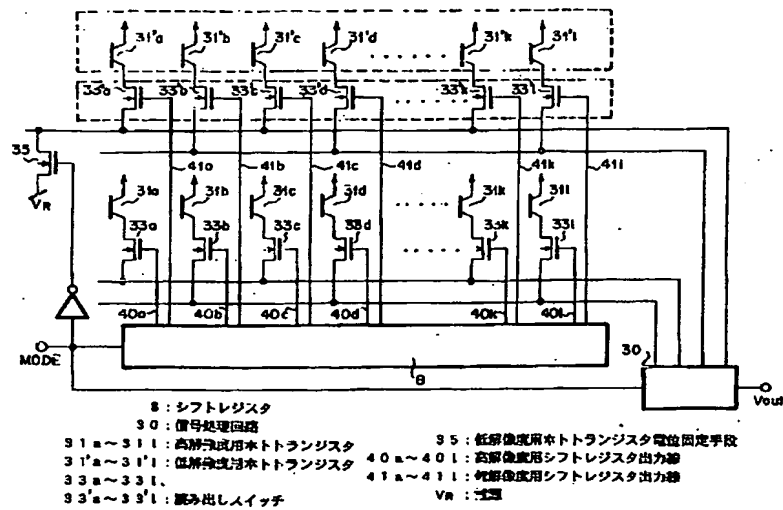 31'a 31'b 31'c 31'd 31'k 31'l
33'a 33'b 33'c 33'd 33'k 33'l
35
41a 41b 41c 41d 41k 41l
VR
31a 31b 31c 31d 31k 31l
33a 33b 33c 33d 33k 33l
40a 40b 40c 40d 40k 40l
30
MODE
8
Vout
8：シフトレジスタ
30：信号処理回路
31a～31l：高解像度用ホトトランジスタ
31'a～31'l：低解像度用ホトトランジスタ
33a～33l、
33'a～33'l：読み出しスイッチ
35：低解像度用ホトトランジスタ電位固定手段
40a～40l：高解像度用シフトレジスタ出力線
41a～41l：低解像度用シフトレジスタ出力線
VR：